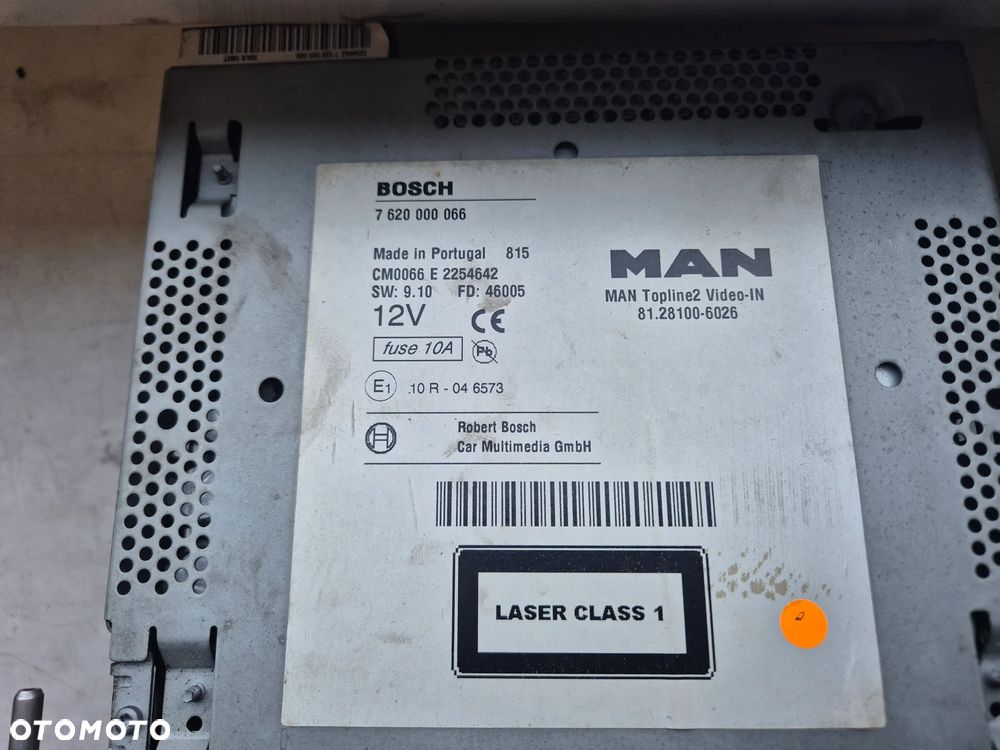 BOSCH
7 620 000 066
Made in Portugal 815
CM0066 E 2254642
SW: 9.10 FD: 46005
12V CE
fuse 10A Pb
E1 .10 R - 04 6573
Robert Bosch
Car Multimedia GmbH
MAN
MAN Topline2 Video-IN
81.28100-6026
LASER CLASS 1
2
OTOMOTO